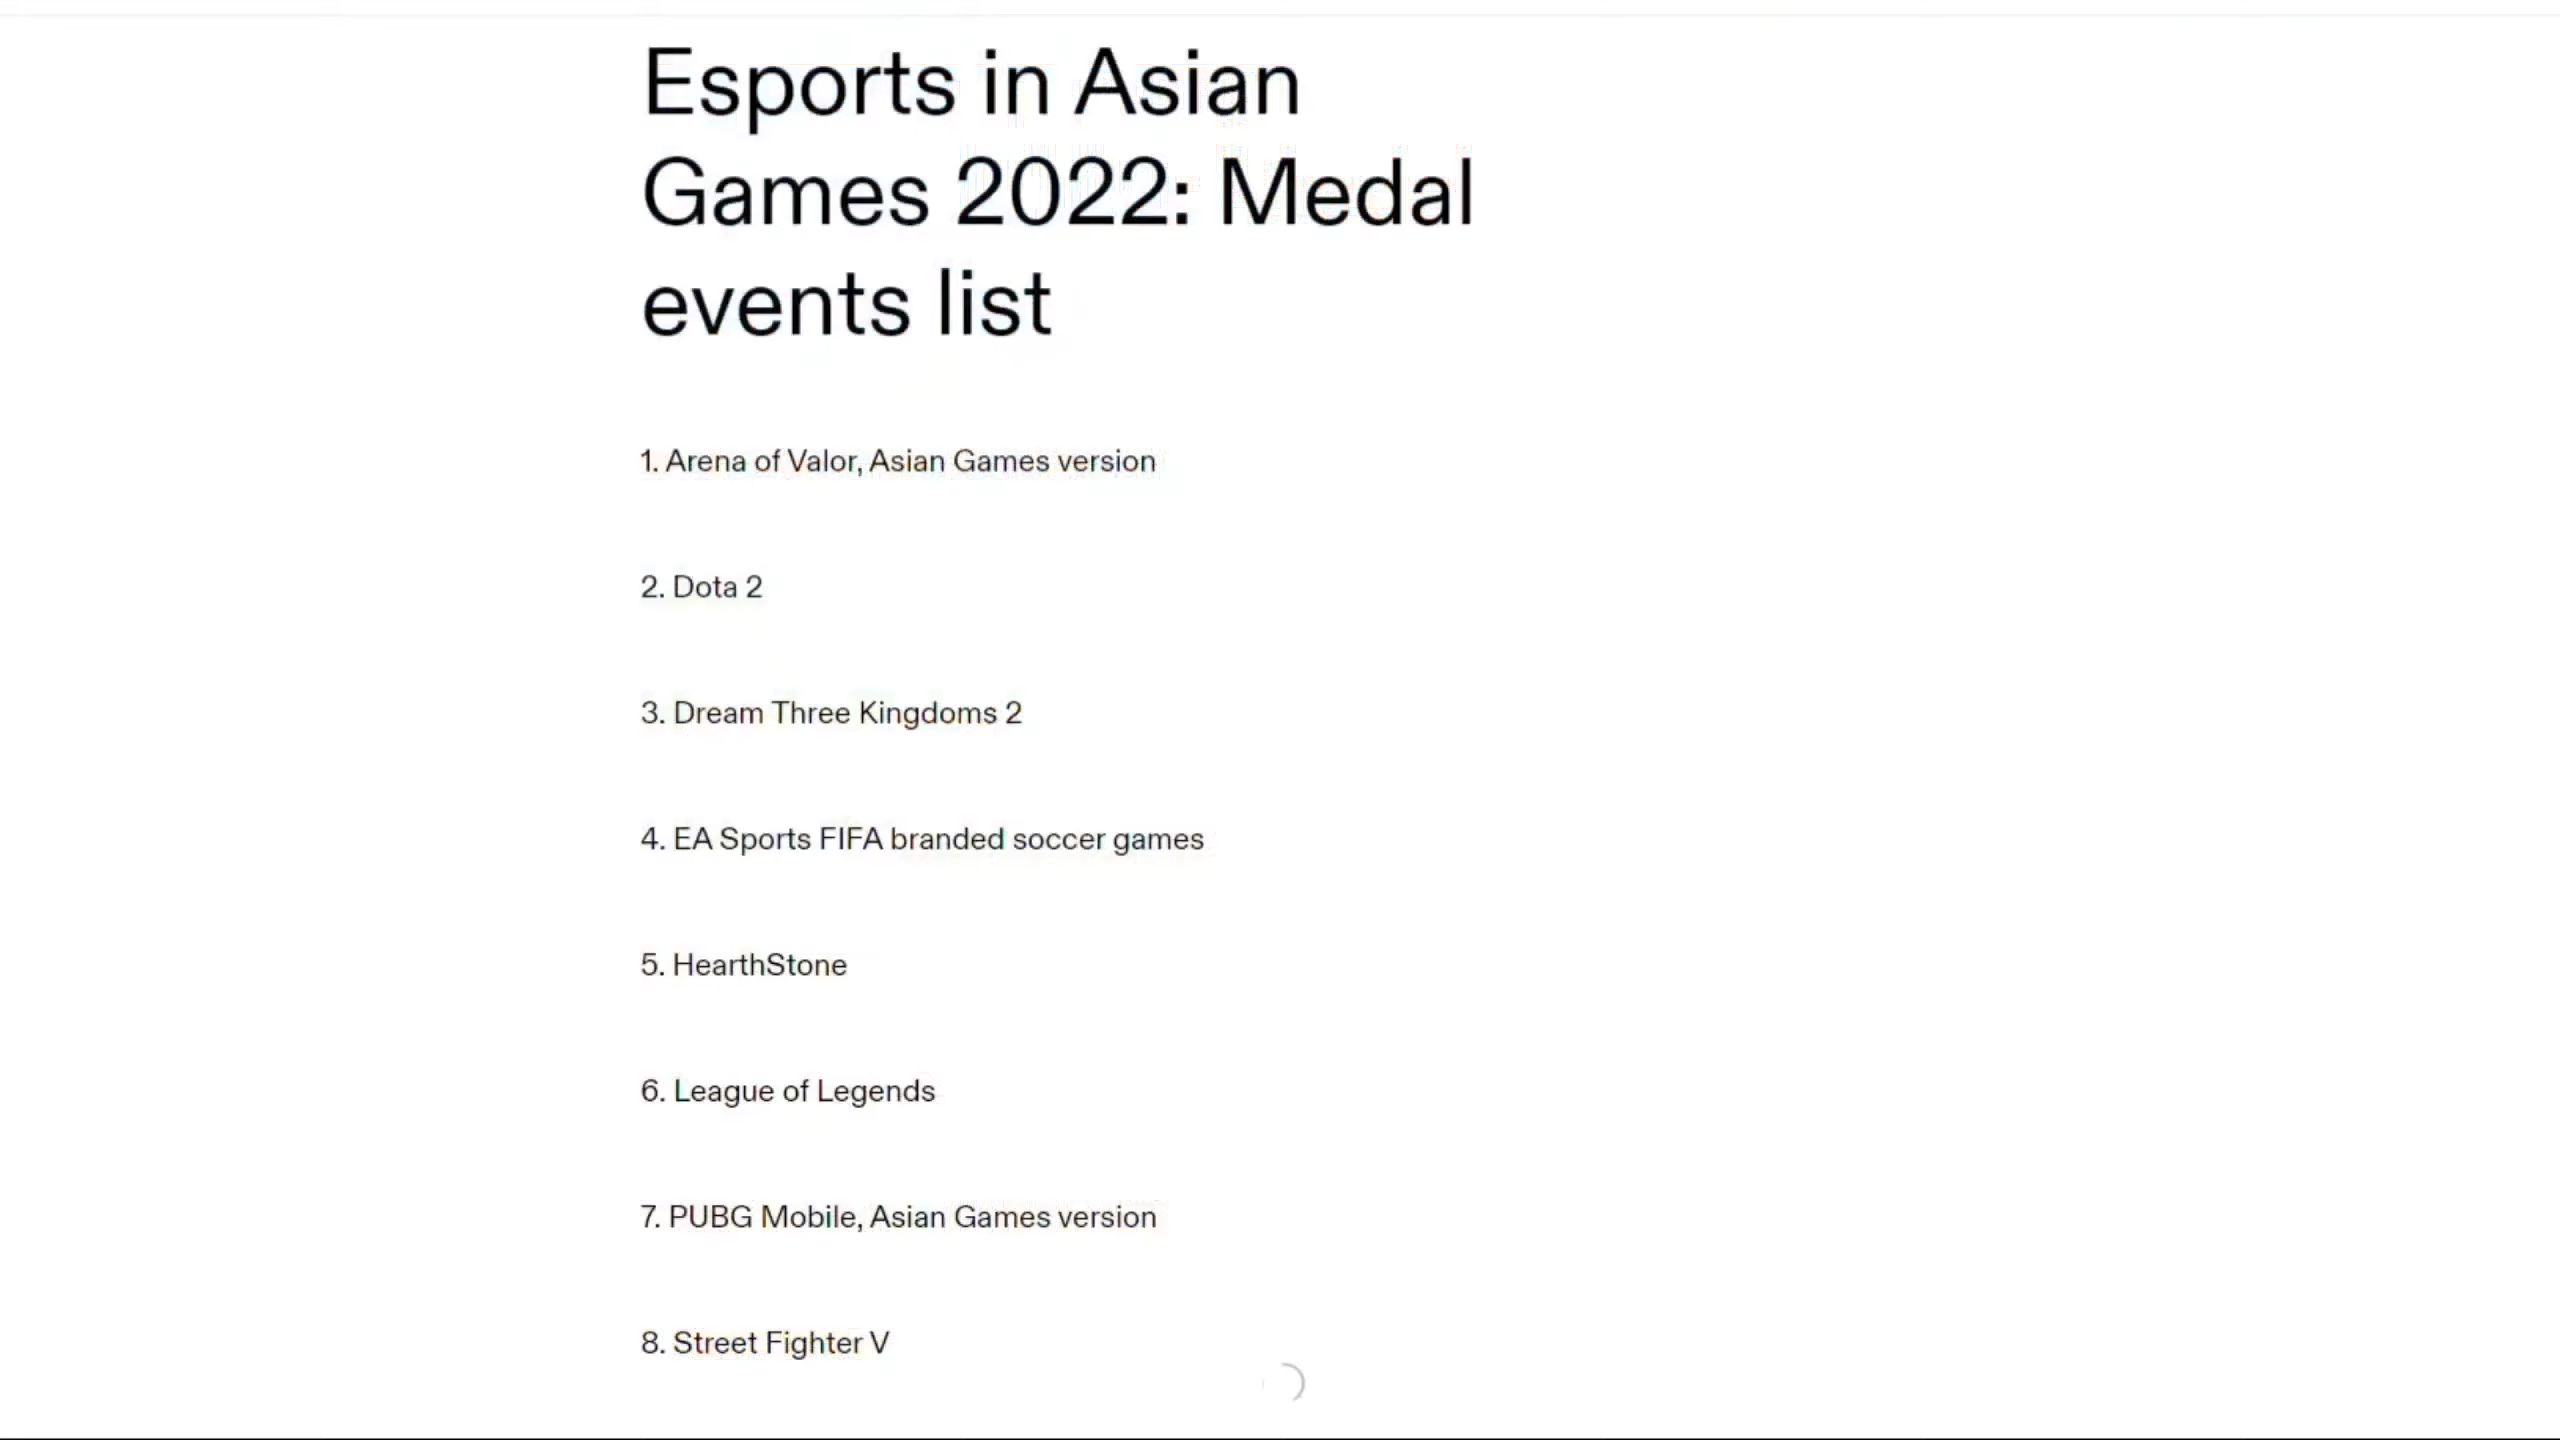 Esports in Asian
Games 2022: Medal
events list
1. Arena of Valor, Asian Games version
2. Dota 2
3. Dream Three Kingdoms 2
4. EA Sports FIFA branded soccer games
5. HearthStone
6. League of Legends
7. PUBG Mobile, Asian Games version
8. Street Fighter V